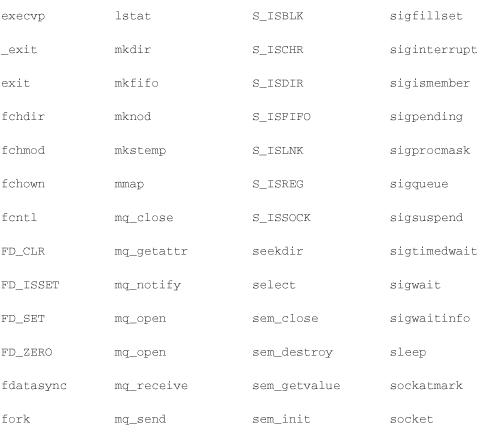 execvp lstat S_ISBLK sigfillset
_exit mkdir S_ISCHR siginterrupt
exit mkfifo S_ISDIR sigismember
fchdir mknod S_ISFIFO sigpending
fchmod mkstemp S_ISLNK sigprocmask
fchown mmap S_ISREG sigqueue
fcntl mq_close S_ISSOCK sigsuspend
FD_CLR mq_getattr seekdir sigtimedwait
FD_ISSET mq_notify select sigwait
FD_SET mq_open sem_close sigwaitinfo
FD_ZERO mq_open sem_destroy sleep
fdatasync mq_receive sem_getvalue sockatmark
fork mq_send sem_init socket